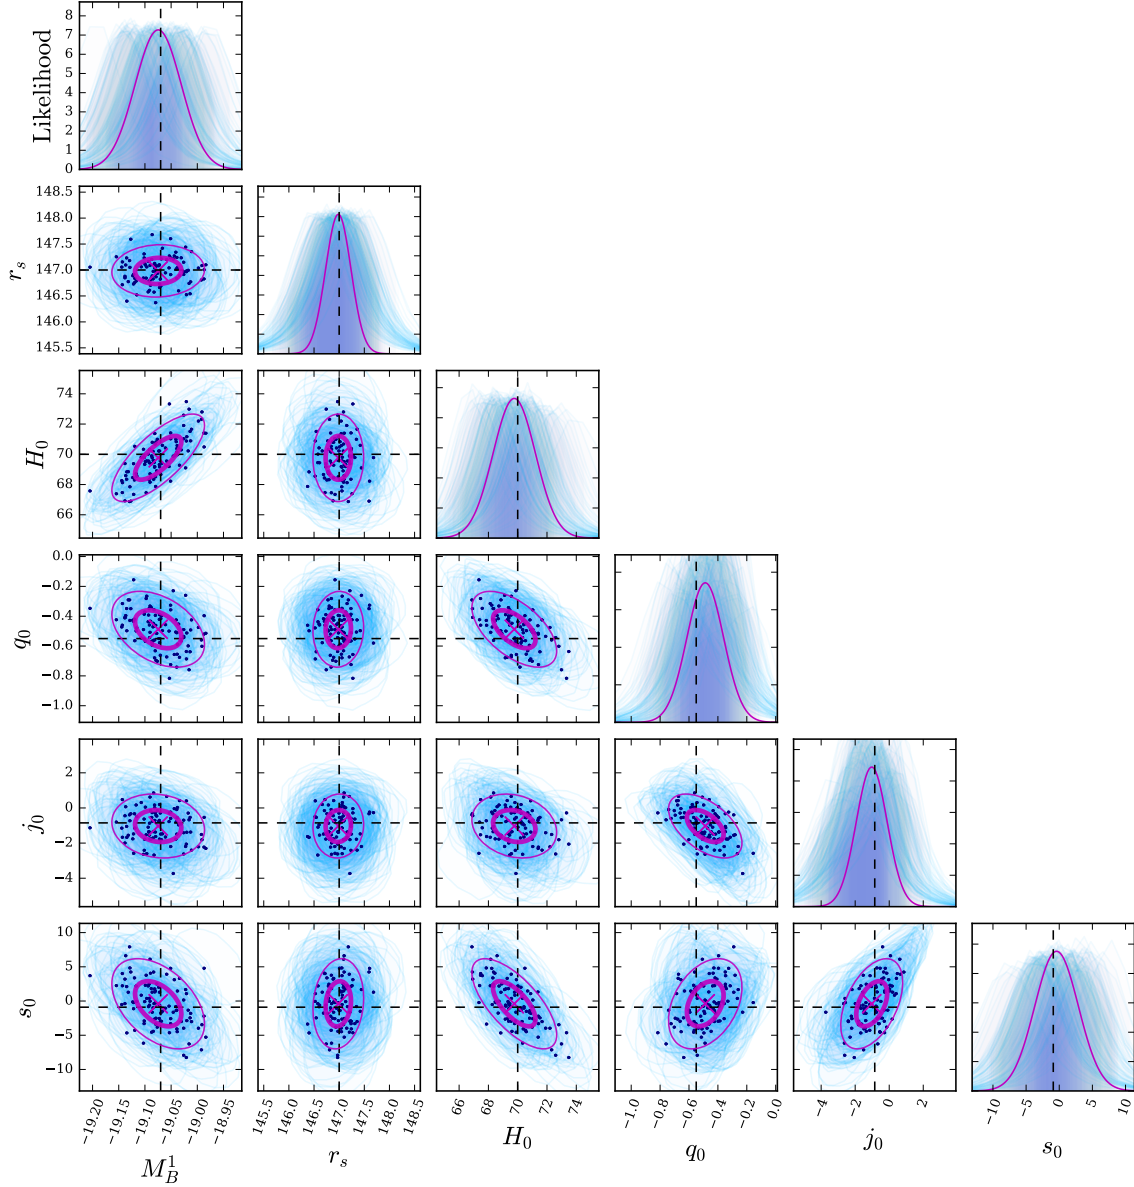 Likelihood
8
7
6
5
4
3
2
1
0
r_s
148.5
148.0
147.5
147.0
146.5
146.0
145.5
H_0
74
72
70
68
66
q_0
0.0
−0.2
−0.4
−0.6
−0.8
−1.0
j_0
2
0
−2
−4
s_0
10
5
0
−5
−10
−19.20 −19.15 −19.10 −19.05 −19.00 −18.95
145.5 146.0 146.5 147.0 147.5 148.0 148.5
66 68 70 72 74
−1.0 −0.8 −0.6 −0.4 −0.2 0.0
−4 −2 0 2
−10 −5 0 5 10
M_B^1 r_s H_0 q_0 j_0 s_0